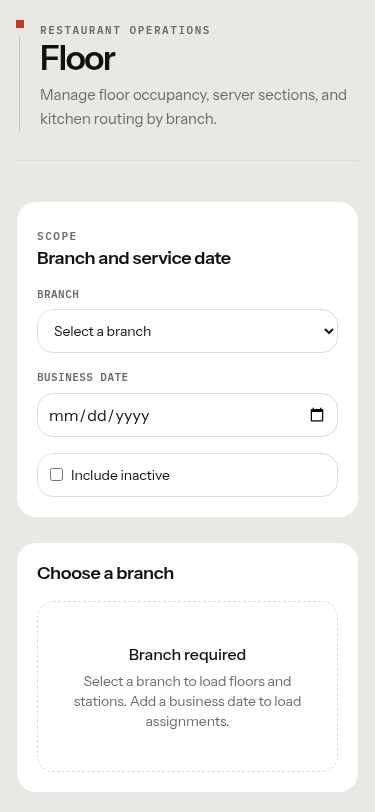 RESTAURANT OPERATIONS
Floor
Manage floor occupancy, server sections, and
kitchen routing by branch.
SCOPE
Branch and service date
BRANCH
Select a branch
BUSINESS DATE
mm/dd/yyyy
Include inactive
Choose a branch
Branch required
Select a branch to load floors and
stations. Add a business date to load
assignments.